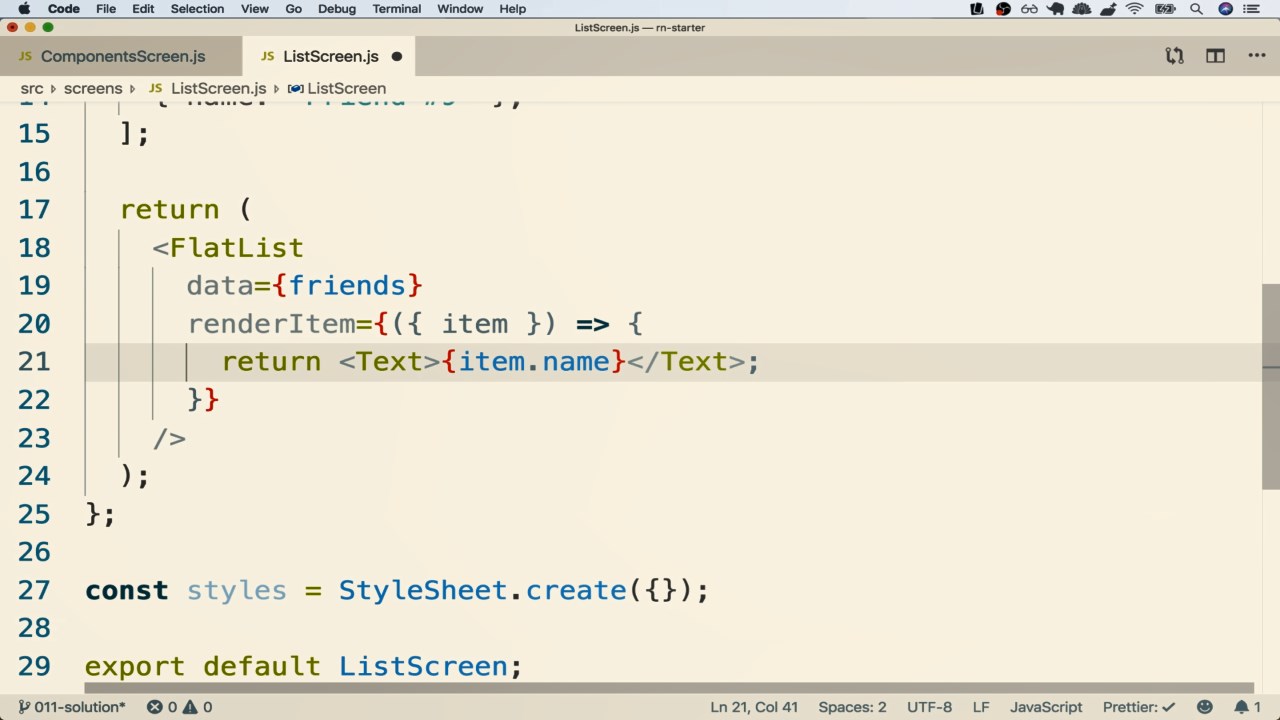 Code File Edit Selection View Go Debug Terminal Window Help
ListScreen.js — rn-starter
JS ComponentsScreen.js JS ListScreen.js
src screens JS ListScreen.js ListScreen
15 ];
16
17 return (
18 <FlatList
19 data={friends}
20 renderItem={({ item }) => {
21 return <Text>{item.name}</Text>;
22 }}
23 />
24 );
25 };
26
27 const styles = StyleSheet.create({});
28
29 export default ListScreen;
011-solution* 0 0 Ln 21, Col 41 Spaces: 2 UTF-8 LF JavaScript Prettier: ✓ 1